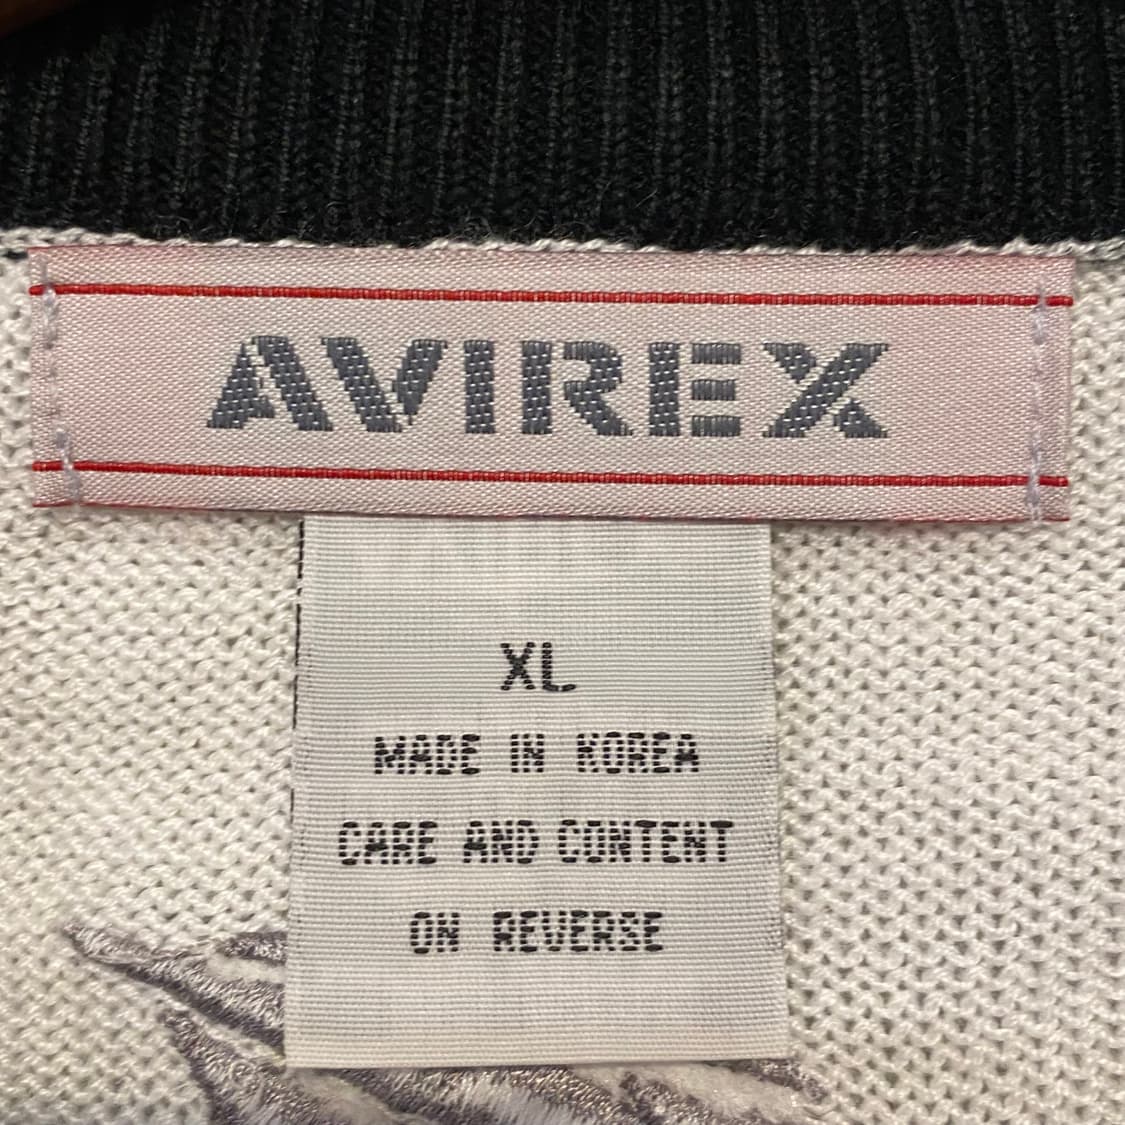 AVIREX
XL
MADE IN KOREA
CARE AND CONTENT
ON REVERSE